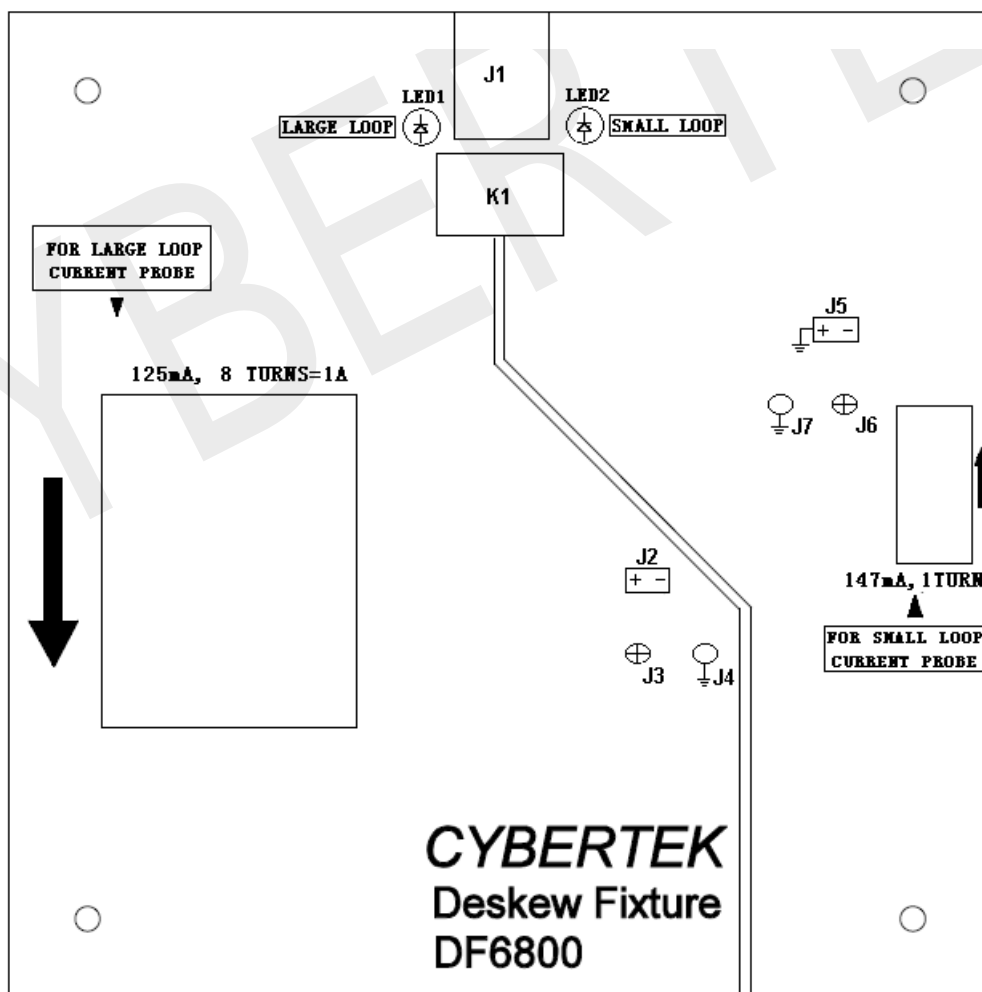 J1
LED1
LED2
LARGE LOOP
SMALL LOOP
K1
FOR LARGE LOOP
CURRENT PROBE
J5
+ -
125mA, 8 TURNS=1A
J7
J6
J2
+ -
147mA, 1TURN
FOR SMALL LOOP
CURRENT PROBE
J3
J4
CYBERTEK
Deskew Fixture
DF6800